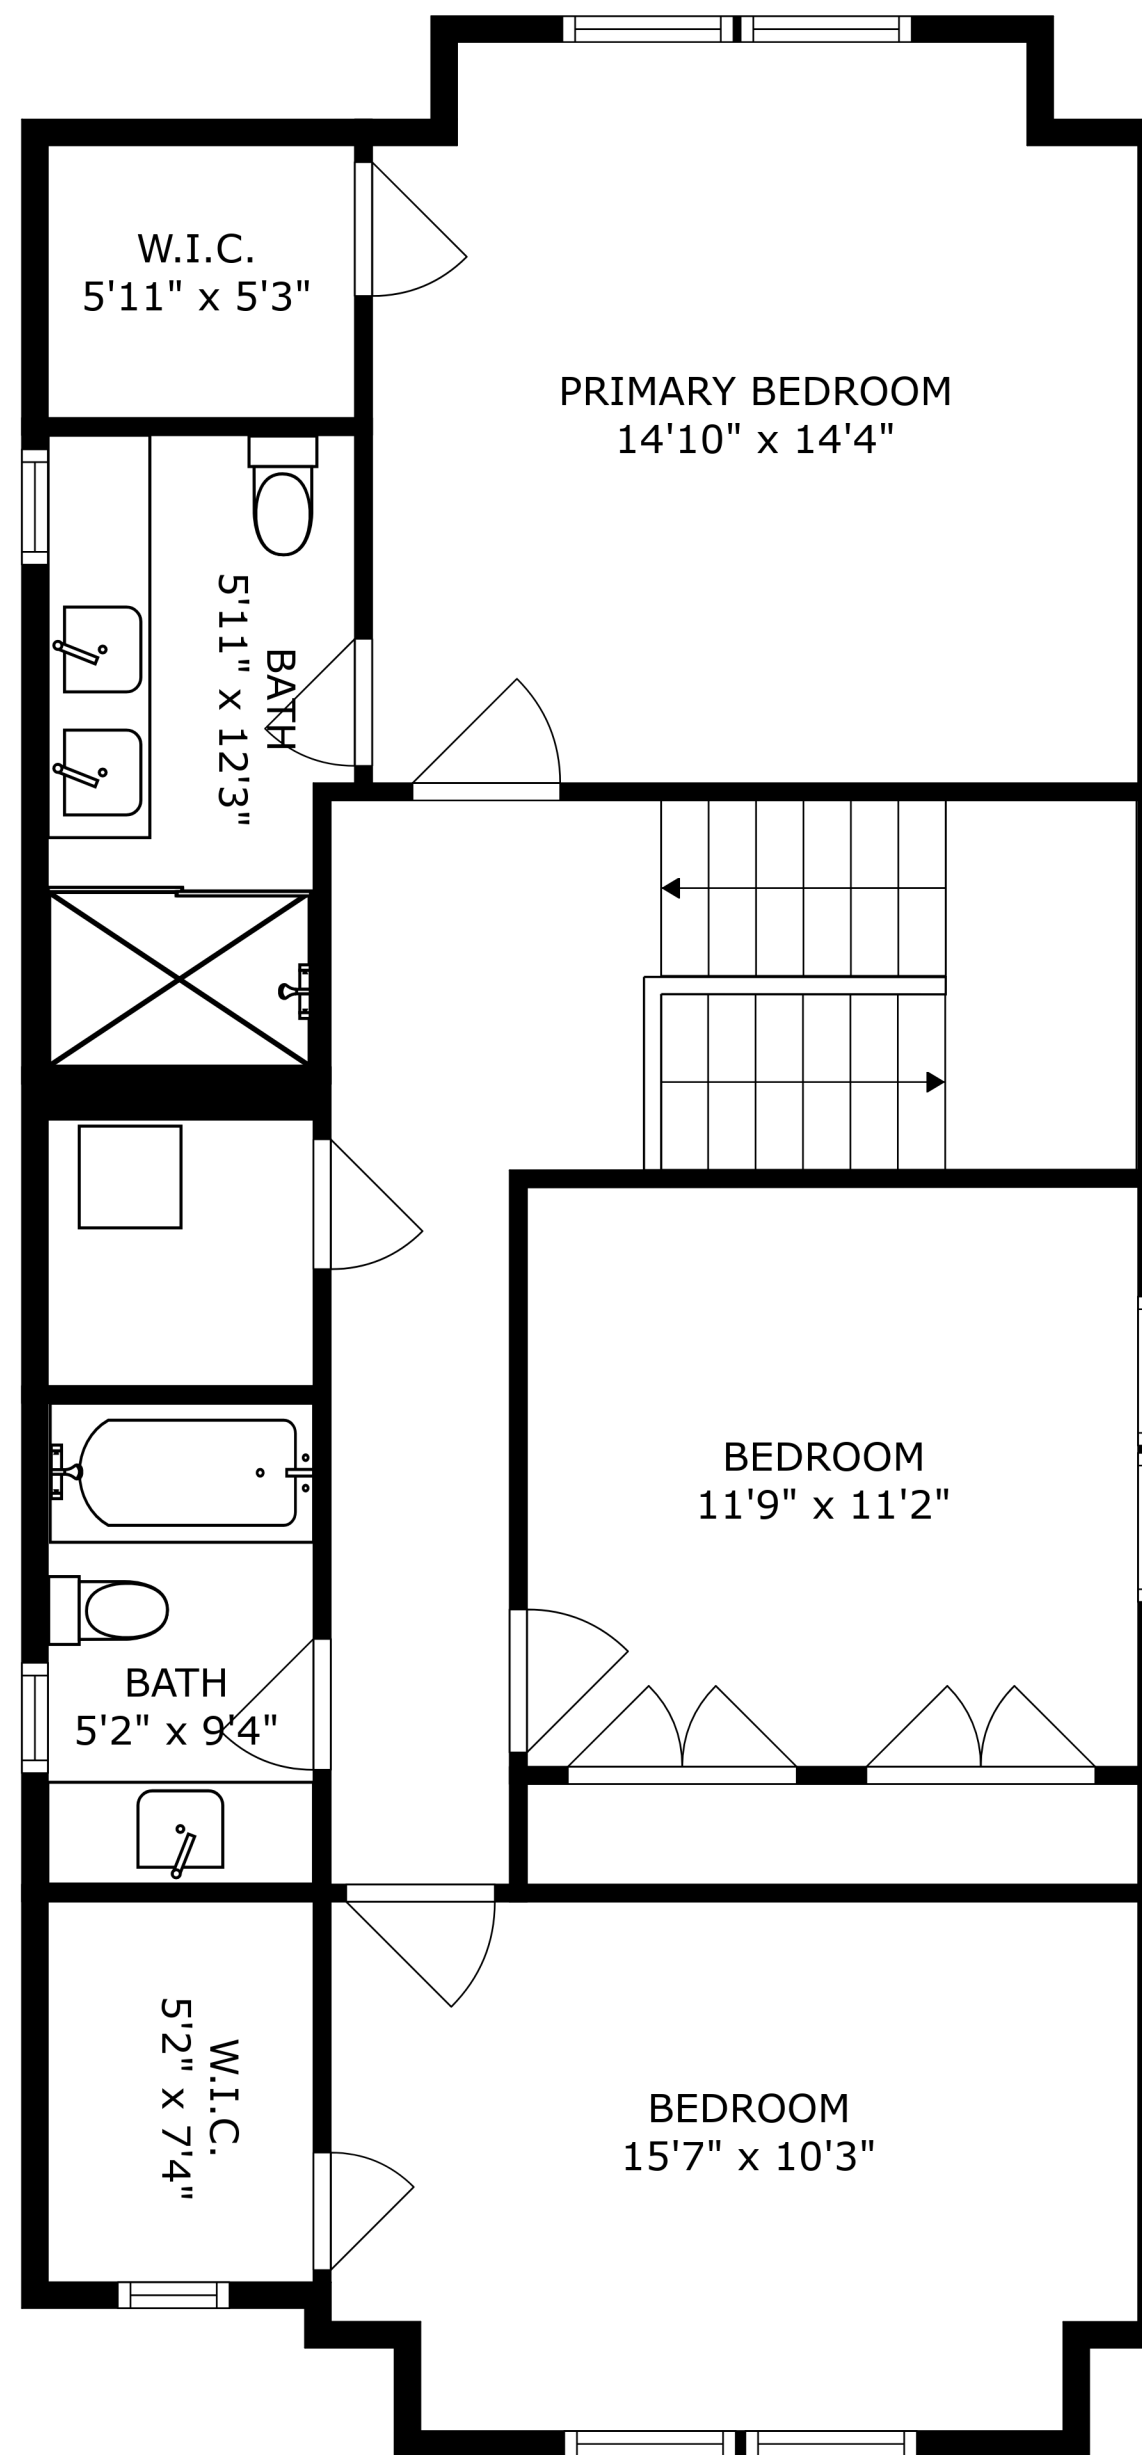 W.I.C.
5'11" x 5'3"
PRIMARY BEDROOM
14'10" x 14'4"
BATH
5'11" x 12'3"
BEDROOM
11'9" x 11'2"
BATH
5'2" x 9'4"
W.I.C.
5'2" x 7'4"
BEDROOM
15'7" x 10'3"